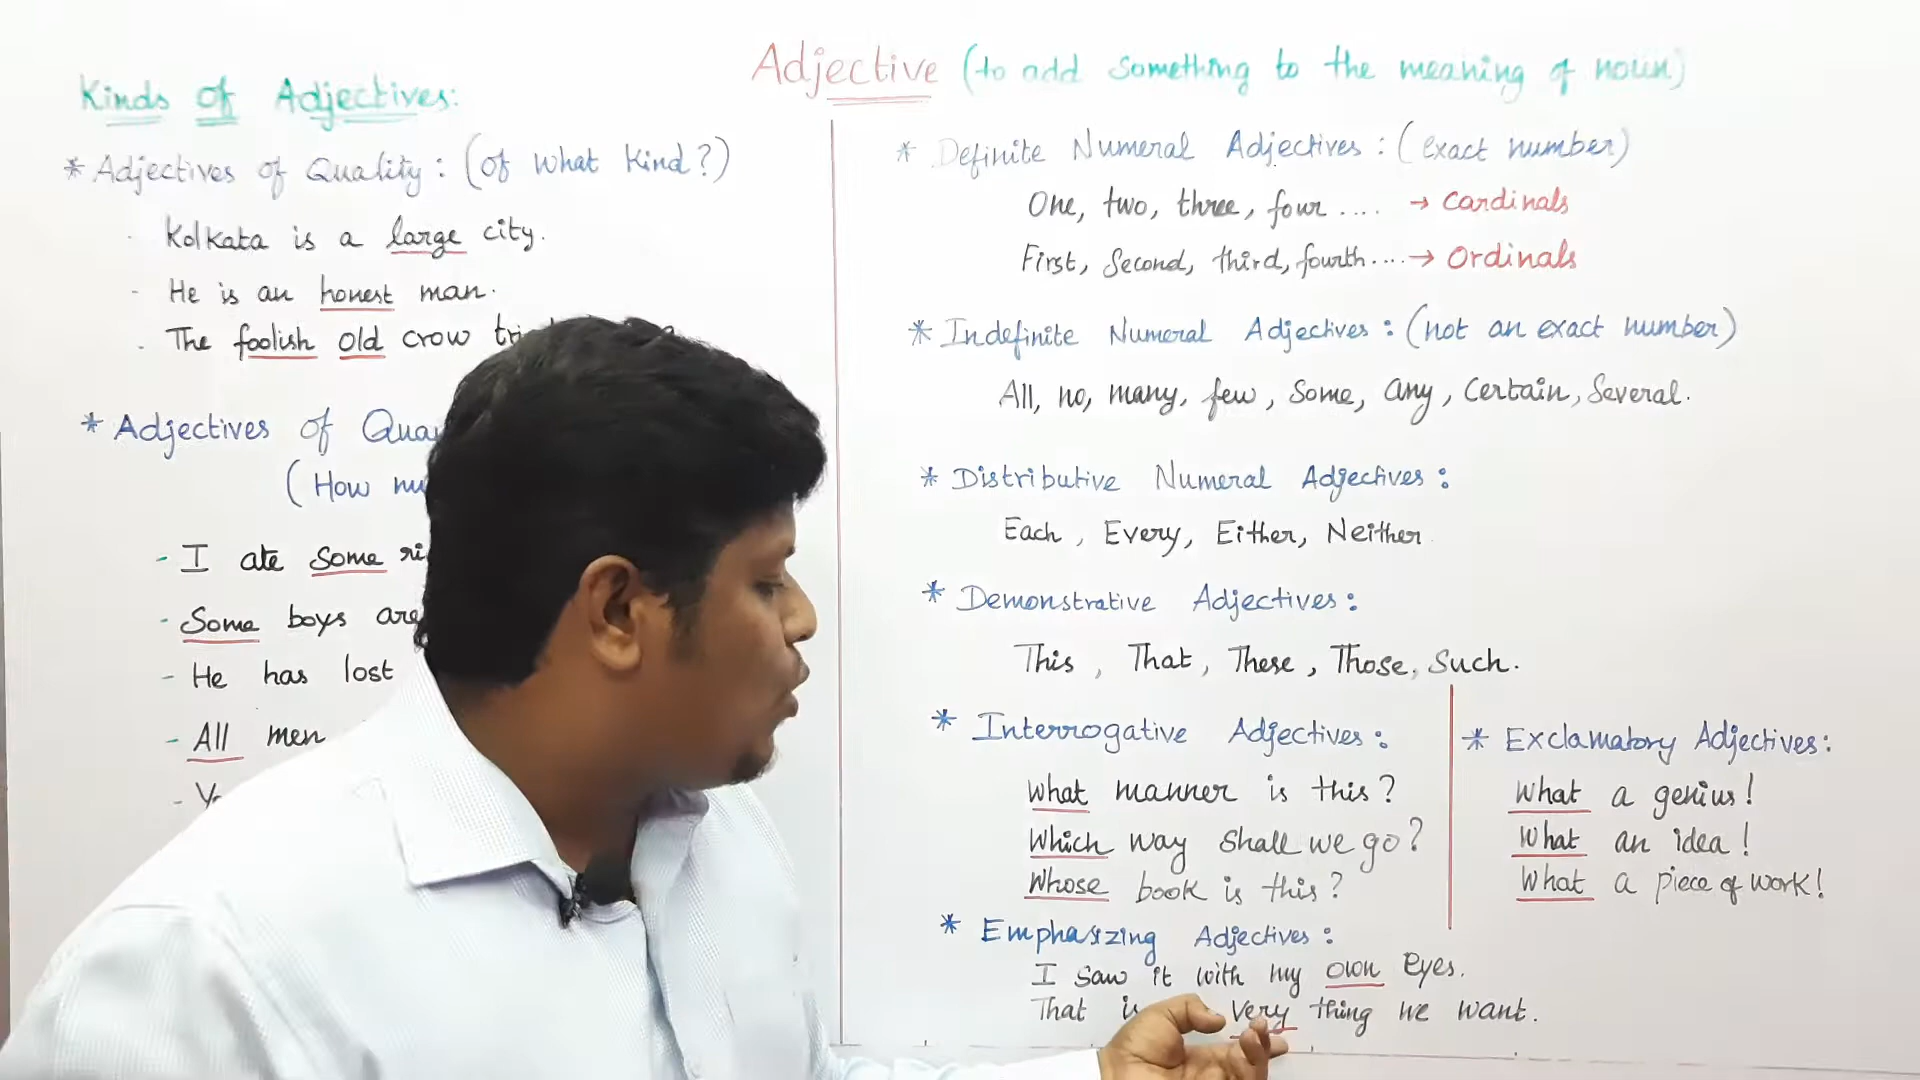 Adjective (to add something to the meaning of noun)
Kinds of Adjectives:
* Adjectives of Quality: (of what kind?)
· Kolkata is a large city.
- He is an honest man.
. The foolish old crow
* Adjectives of
(How
- I ate some
- Some boys are
- He has lost
- All men
* Definite Numeral Adjectives: (exact number)
One, two, three, four .... → Cardinals
First, Second, third, fourth.... → Ordinals
* Indefinite Numeral Adjectives: (not an exact number)
All, no, many, few, Some, any, Certain, Several.
* Distributive Numeral Adjectives:
Each, Every, Either, Neither
* Demonstrative Adjectives:
This, That, These, Those, Such.
* Interrogative Adjectives:
What manner is this?
Which way shall we go?
Whose book is this?
* Exclamatory Adjectives:
What a genius!
What an idea!
What a piece of work!
* Emphasizing Adjectives:
I saw it with my own eyes.
That is very thing we want.